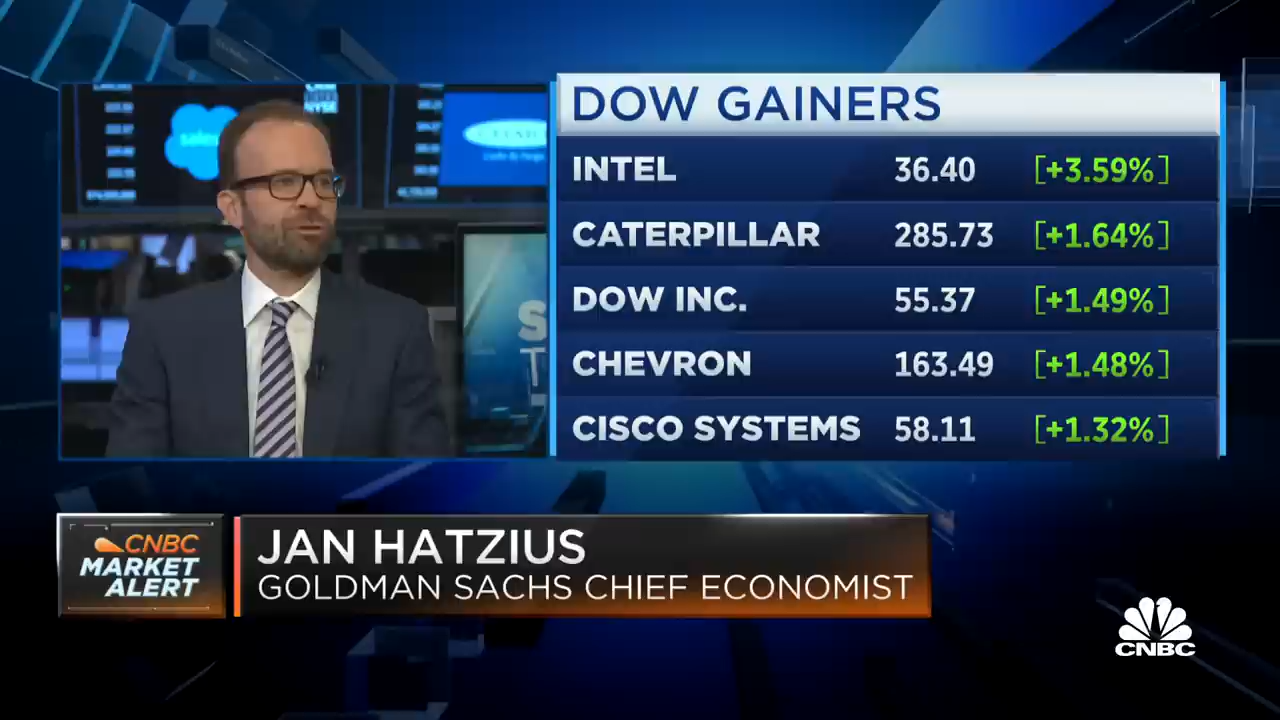 DOW GAINERS
INTEL 36.40 [+3.59%]
CATERPILLAR 285.73 [+1.64%]
DOW INC. 55.37 [+1.49%]
CHEVRON 163.49 [+1.48%]
CISCO SYSTEMS 58.11 [+1.32%]
CNBC
MARKET
ALERT
JAN HATZIUS
GOLDMAN SACHS CHIEF ECONOMIST
CNBC